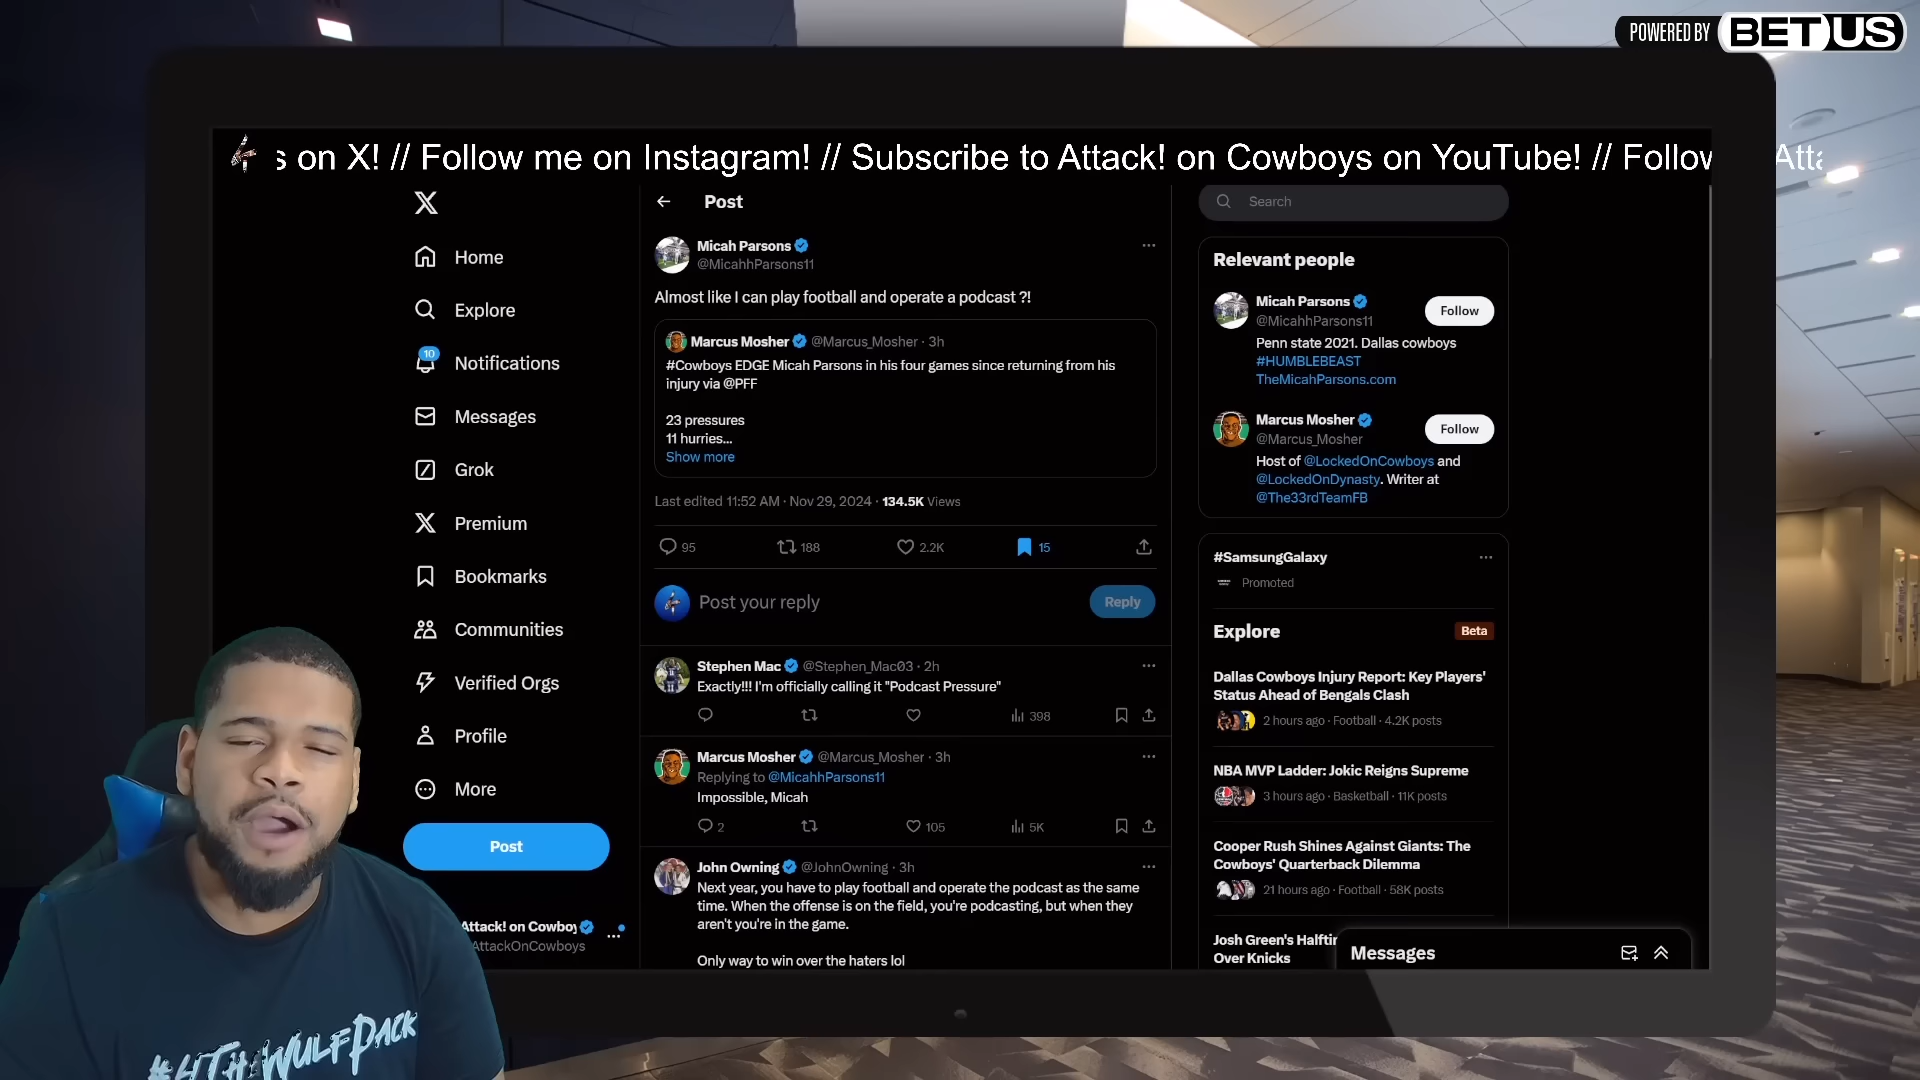 POWERED BY BETUS
s on X! // Follow me on Instagram! // Subscribe to Attack! on Cowboys on YouTube! // Follow
Home
Explore
10
Notifications
Messages
Grok
Premium
Bookmarks
Communities
Verified Orgs
Profile
More
Post
Attack! on Cowboy
AttackOnCowboys
Post
Micah Parsons
@MicahhParsons11
Almost like I can play football and operate a podcast ?!
Marcus Mosher @Marcus_Mosher · 3h
#Cowboys EDGE Micah Parsons in his four games since returning from his
injury via @PFF
23 pressures
11 hurries...
Show more
Last edited 11:52 AM · Nov 29, 2024 · 134.5K Views
95 188 2.2K 15
Post your reply
Reply
Stephen Mac @Stephen_Mac03 · 2h
Exactly!!! I'm officially calling it "Podcast Pressure"
398
Marcus Mosher @Marcus_Mosher · 3h
Replying to @MicahhParsons11
Impossible, Micah
2 105 5K
John Owning @JohnOwning · 3h
Next year, you have to play football and operate the podcast as the same
time. When the offense is on the field, you're podcasting, but when they
aren't you're in the game.
Only way to win over the haters lol
Search
Relevant people
Micah Parsons
@MicahhParsons11
Follow
Penn state 2021. Dallas cowboys
#HUMBLEBEAST
TheMicahParsons.com
Marcus Mosher
@Marcus_Mosher
Follow
Host of @LockedOnCowboys and
@LockedOnDynasty. Writer at
@The33rdTeamFB
#SamsungGalaxy
Promoted
Explore
Beta
Dallas Cowboys Injury Report: Key Players'
Status Ahead of Bengals Clash
2 hours ago · Football · 4.2K posts
NBA MVP Ladder: Jokic Reigns Supreme
3 hours ago · Basketball · 11K posts
Cooper Rush Shines Against Giants: The
Cowboys' Quarterback Dilemma
21 hours ago · Football · 58K posts
Josh Green's Halftim
Over Knicks
Messages